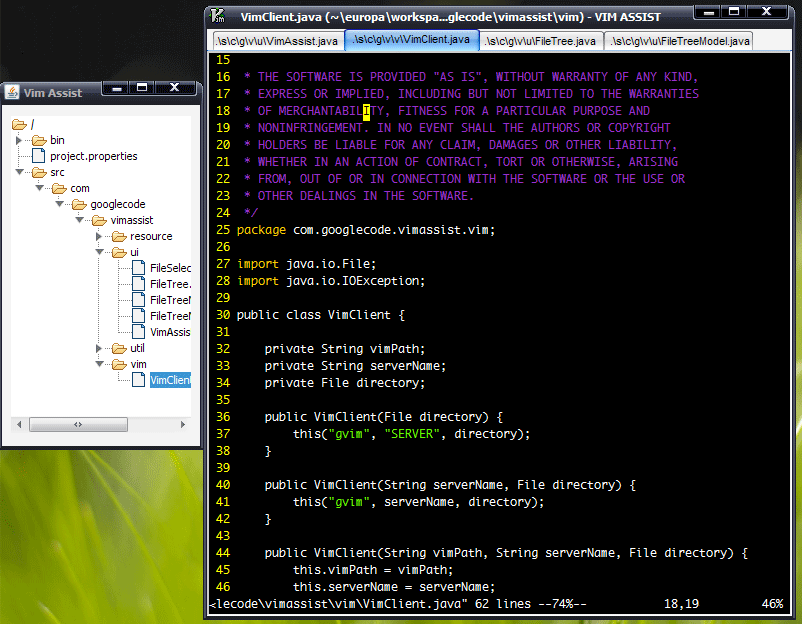 Vim Assist
/
bin
project.properties
src
com
googlecode
vimassist
resource
ui
FileSelec
FileTree.
FileTreeM
FileTreeM
VimAssis
util
vim
VimClient
VimClient.java (~\europa\workspa...glecode\vimassist\vim) - VIM ASSIST
.\s\c\g\v\u\VimAssist.java .\s\c\g\v\v\VimClient.java .\s\c\g\v\u\FileTree.java .\s\c\g\v\u\FileTreeModel.java
15
16 * THE SOFTWARE IS PROVIDED "AS IS", WITHOUT WARRANTY OF ANY KIND,
17 * EXPRESS OR IMPLIED, INCLUDING BUT NOT LIMITED TO THE WARRANTIES
18 * OF MERCHANTABILITY, FITNESS FOR A PARTICULAR PURPOSE AND
19 * NONINFRINGEMENT. IN NO EVENT SHALL THE AUTHORS OR COPYRIGHT
20 * HOLDERS BE LIABLE FOR ANY CLAIM, DAMAGES OR OTHER LIABILITY,
21 * WHETHER IN AN ACTION OF CONTRACT, TORT OR OTHERWISE, ARISING
22 * FROM, OUT OF OR IN CONNECTION WITH THE SOFTWARE OR THE USE OR
23 * OTHER DEALINGS IN THE SOFTWARE.
24 */
25 package com.googlecode.vimassist.vim;
26
27 import java.io.File;
28 import java.io.IOException;
29
30 public class VimClient {
31
32 private String vimPath;
33 private String serverName;
34 private File directory;
35
36 public VimClient(File directory) {
37 this("gvim", "SERVER", directory);
38 }
39
40 public VimClient(String serverName, File directory) {
41 this("gvim", serverName, directory);
42 }
43
44 public VimClient(String vimPath, String serverName, File directory) {
45 this.vimPath = vimPath;
46 this.serverName = serverName;
<lecode\vimassist\vim\VimClient.java" 62 lines --74%-- 18,19 46%